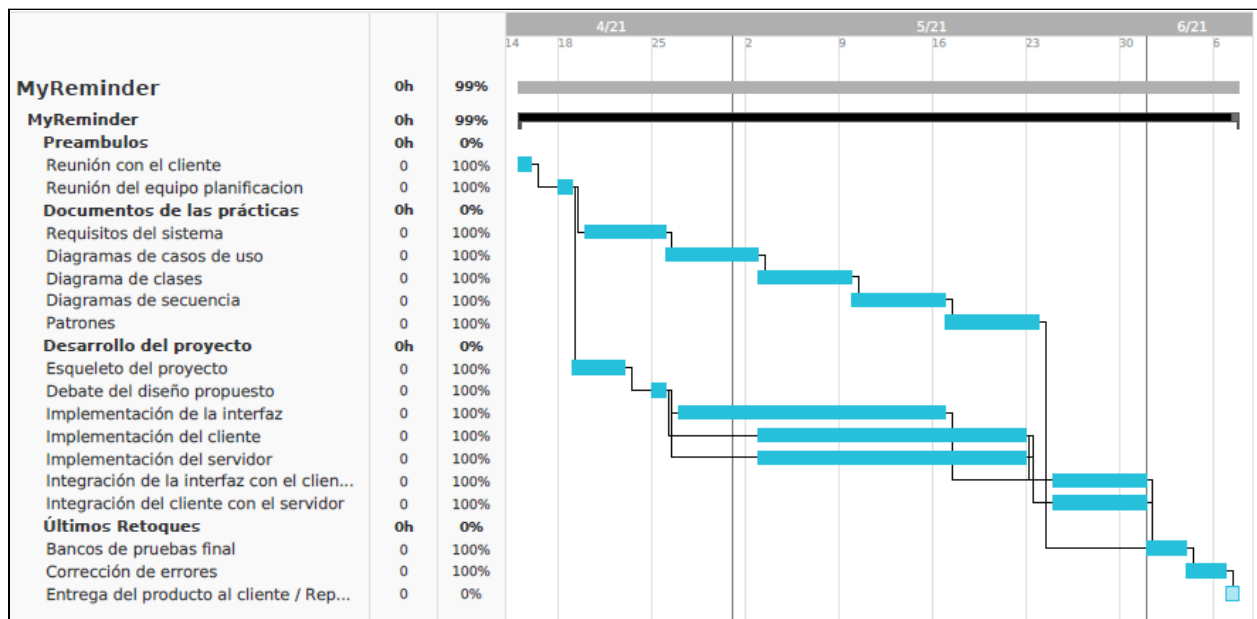 4/21 5/21 6/21
14 18 25 2 9 16 23 30 6
MyReminder 0h 99%
MyReminder 0h 99%
Preambulos 0h 0%
Reunión con el cliente 0 100%
Reunión del equipo planificacion 0 100%
Documentos de las prácticas 0h 0%
Requisitos del sistema 0 100%
Diagramas de casos de uso 0 100%
Diagrama de clases 0 100%
Diagramas de secuencia 0 100%
Patrones 0 100%
Desarrollo del proyecto 0h 0%
Esqueleto del proyecto 0 100%
Debate del diseño propuesto 0 100%
Implementación de la interfaz 0 100%
Implementación del cliente 0 100%
Implementación del servidor 0 100%
Integración de la interfaz con el clien... 0 100%
Integración del cliente con el servidor 0 100%
Últimos Retoques 0h 0%
Bancos de pruebas final 0 100%
Corrección de errores 0 100%
Entrega del producto al cliente / Rep... 0 0%